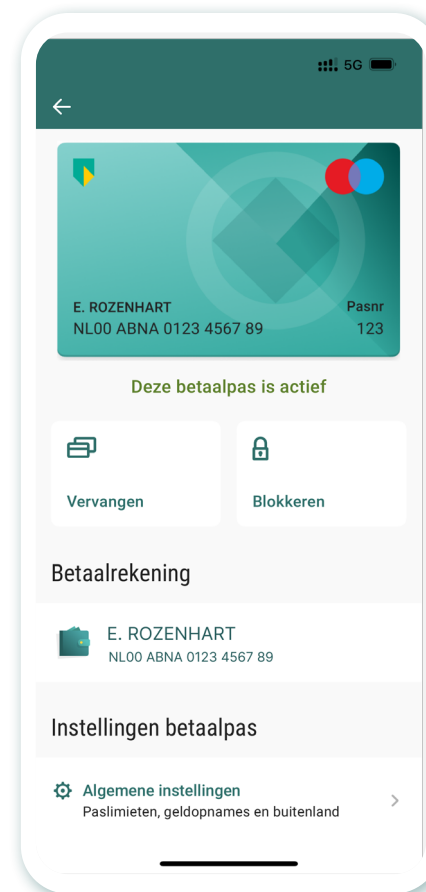 5G
E. ROZENHART
Pasnr
NL00 ABNA 0123 4567 89
123
Deze betaalpas is actief
Vervangen
Blokkeren
Betaalrekening
E. ROZENHART
NL00 ABNA 0123 4567 89
Instellingen betaalpas
Algemene instellingen
Paslimieten, geldopnames en buitenland